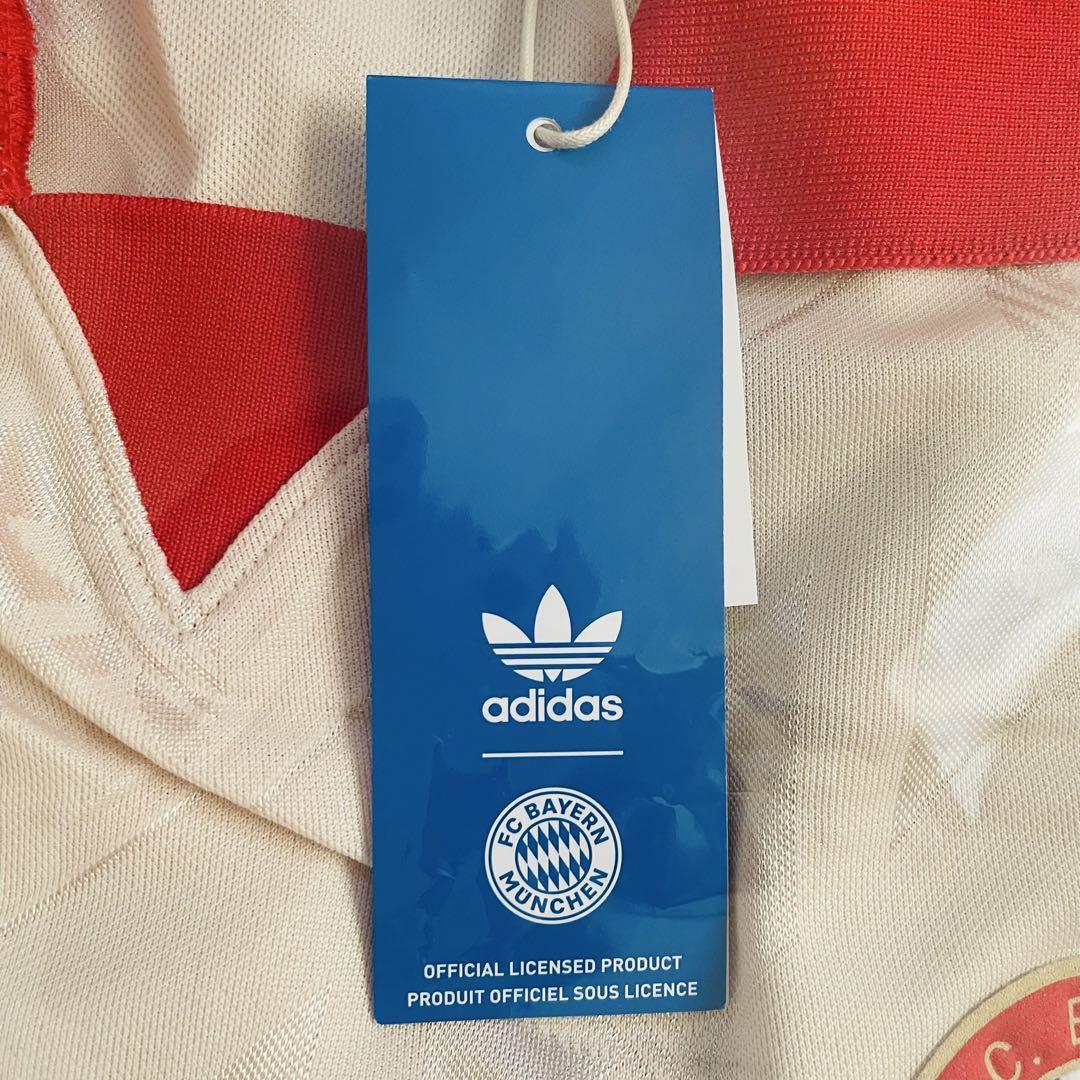 adidas
FC BAYERN
MÜNCHEN
OFFICIAL LICENSED PRODUCT
PRODUIT OFFICIEL SOUS LICENCE
C.